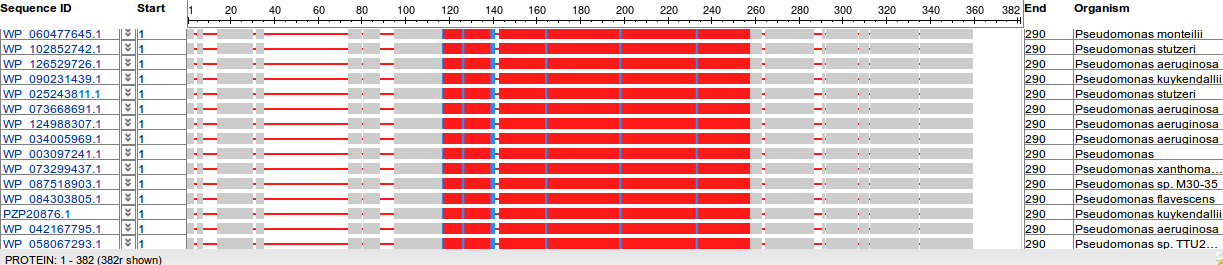 Sequence ID Start 1 20 40 60 80 100 120 140 160 180 200 220 240 260 280 300 320 340 360 382 End Organism
WP_060477645.1 1 290 Pseudomonas monteilii
WP_102852742.1 1 290 Pseudomonas stutzeri
WP_126529726.1 1 290 Pseudomonas aeruginosa
WP_090231439.1 1 290 Pseudomonas kuykendallii
WP_025243811.1 1 290 Pseudomonas stutzeri
WP_073668691.1 1 290 Pseudomonas aeruginosa
WP_124988307.1 1 290 Pseudomonas aeruginosa
WP_034005969.1 1 290 Pseudomonas aeruginosa
WP_003097241.1 1 290 Pseudomonas
WP_073299437.1 1 290 Pseudomonas xanthoma...
WP_087518903.1 1 290 Pseudomonas sp. M30-35
WP_084303805.1 1 290 Pseudomonas flavescens
PZP20876.1 1 290 Pseudomonas kuykendallii
WP_042167795.1 1 290 Pseudomonas aeruginosa
WP_058067293.1 1 290 Pseudomonas sp. TTU2...
PROTEIN: 1 - 382 (382r shown)